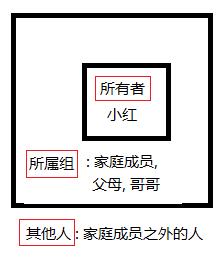 所有者
小红
所属组 : 家庭成员,
父母, 哥哥
其他人 : 家庭成员之外的人